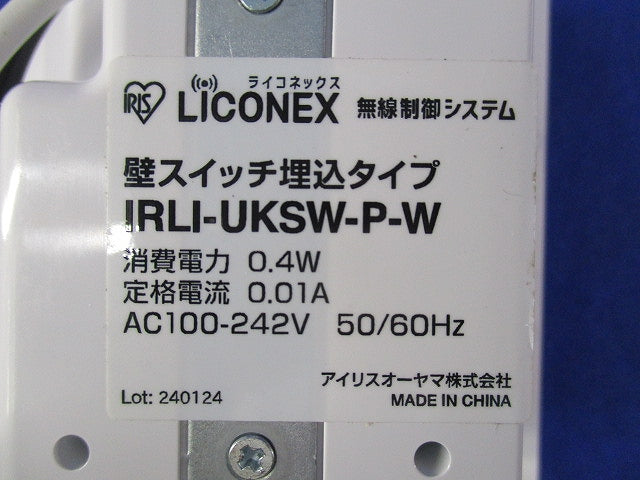 ライコネックス
IRIS LICONEX 無線制御システム
壁スイッチ埋込タイプ
IRLI-UKSW-P-W
消費電力 0.4W
定格電流 0.01A
AC100-242V 50/60Hz
アイリスオーヤマ株式会社
Lot: 240124 MADE IN CHINA